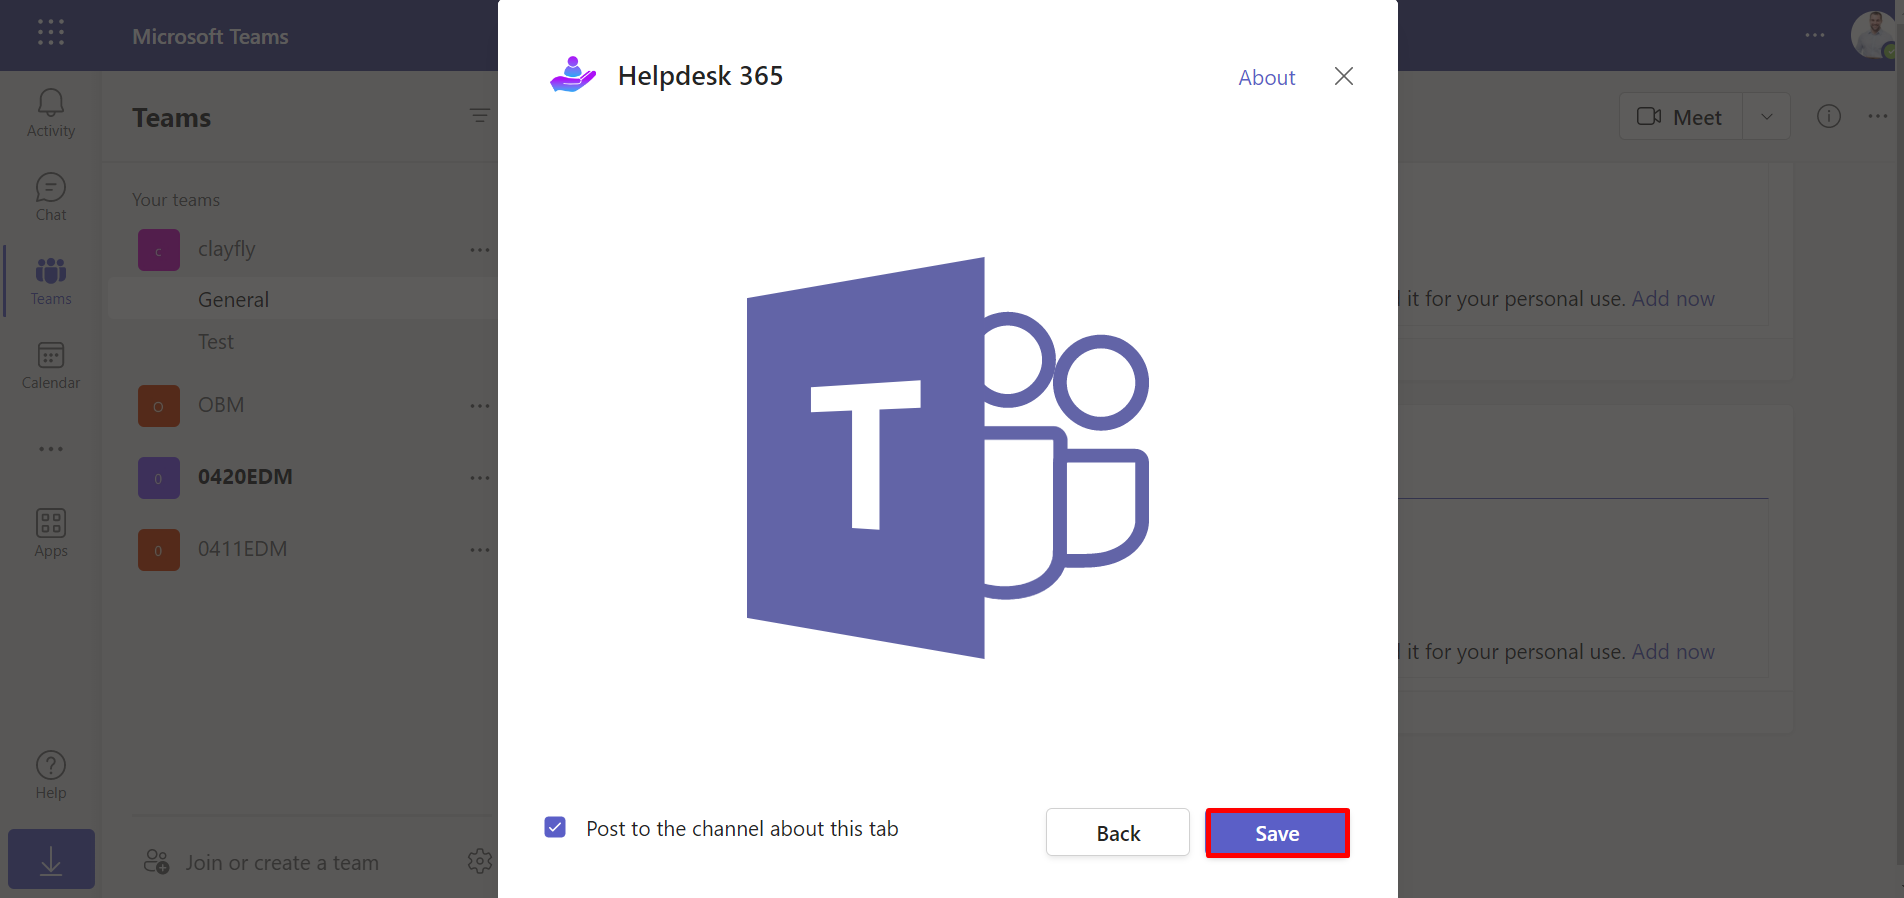 Microsoft Teams
Helpdesk 365
About
Activity
Chat
Teams
Calendar
Apps
Help
Teams
Your teams
c clayfly
General
Test
O OBM
0 0420EDM
0 0411EDM
Join or create a team
T
Post to the channel about this tab
Back
Save
Meet
it for your personal use. Add now
it for your personal use. Add now